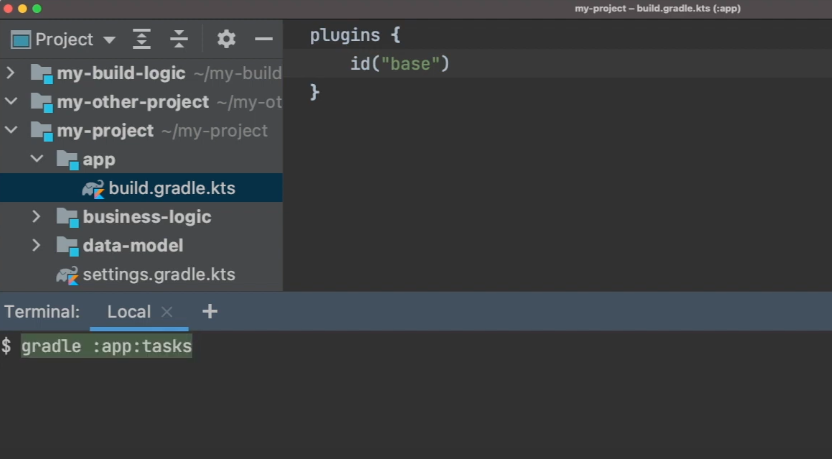 my-project – build.gradle.kts (:app)
Project
my-build-logic ~/my-build
my-other-project ~/my-ot
my-project ~/my-project
app
build.gradle.kts
business-logic
data-model
settings.gradle.kts
plugins {
id("base")
}
Terminal: Local × +
$ gradle :app:tasks